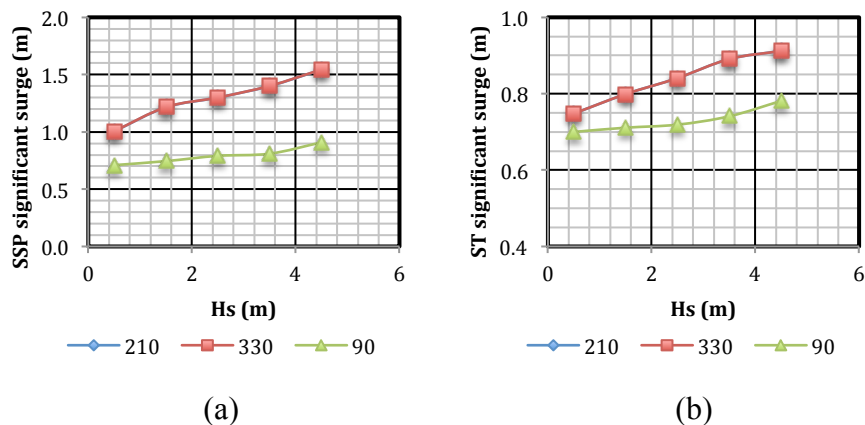 SSP significant surge (m)
2.0
1.5
1.0
0.5
0.0
0 2 4 6
Hs (m)
210 330 90
(a)
ST significant surge (m)
1.0
0.8
0.6
0.4
0 2 4 6
Hs (m)
210 330 90
(b)